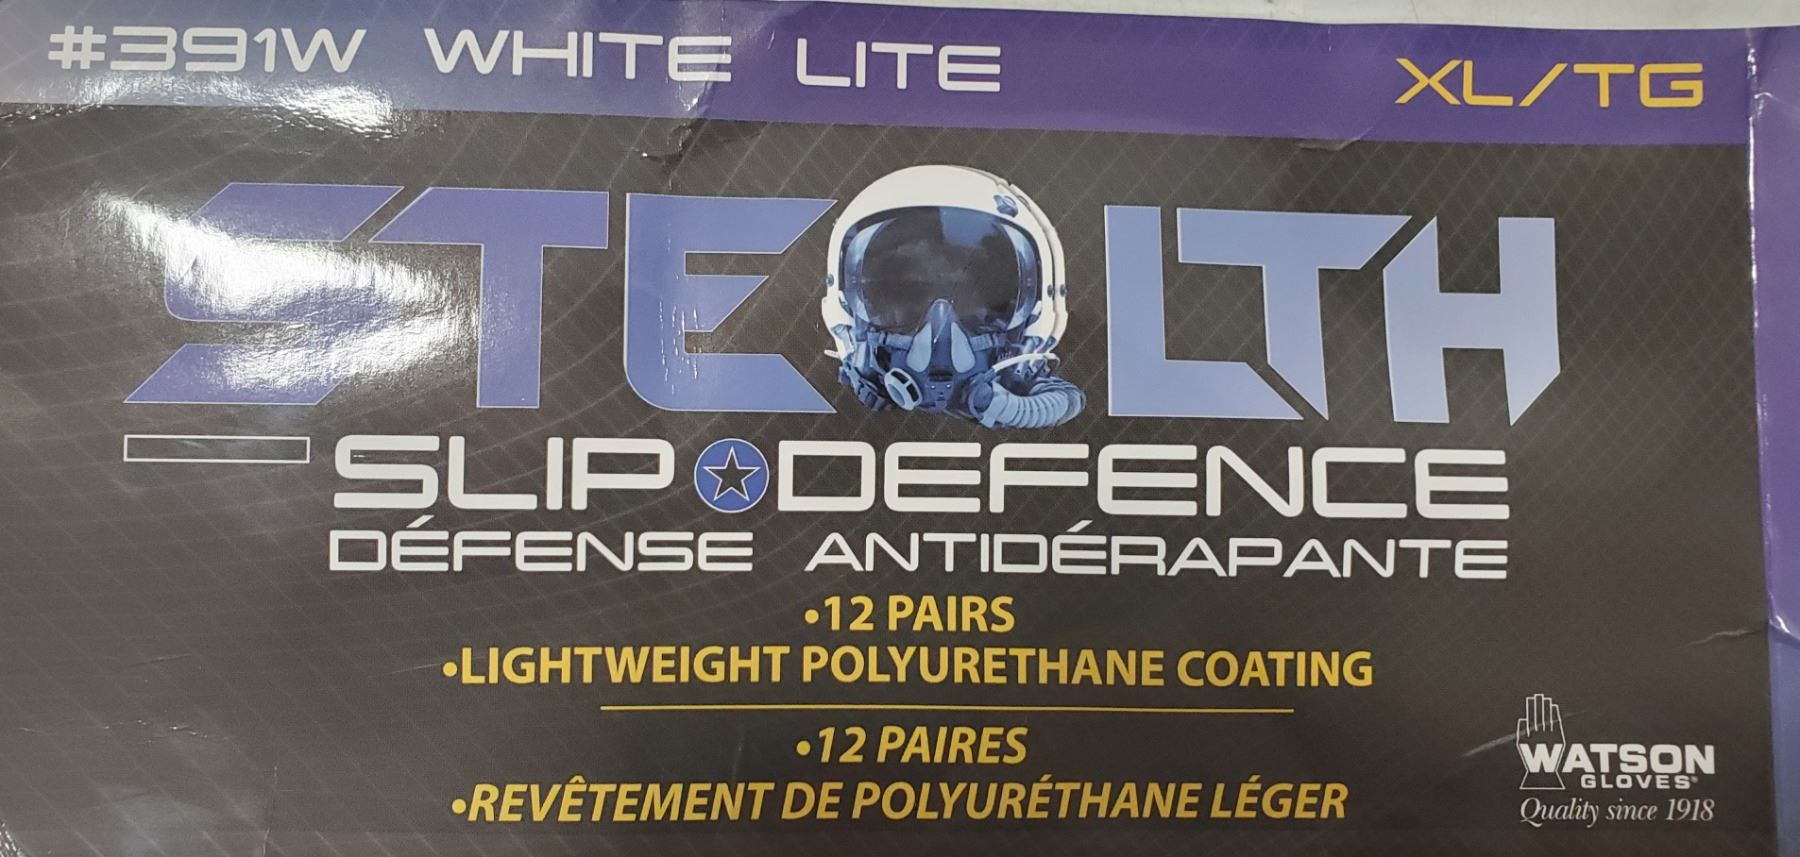 #391W WHITE LITE XL/TG
STEALTH
SLIP DEFENCE
DÉFENSE ANTIDÉRAPANTE
•12 PAIRS
•LIGHTWEIGHT POLYURETHANE COATING
•12 PAIRES
•REVÊTEMENT DE POLYURÉTHANE LÉGER
WATSON
GLOVES®
Quality since 1918